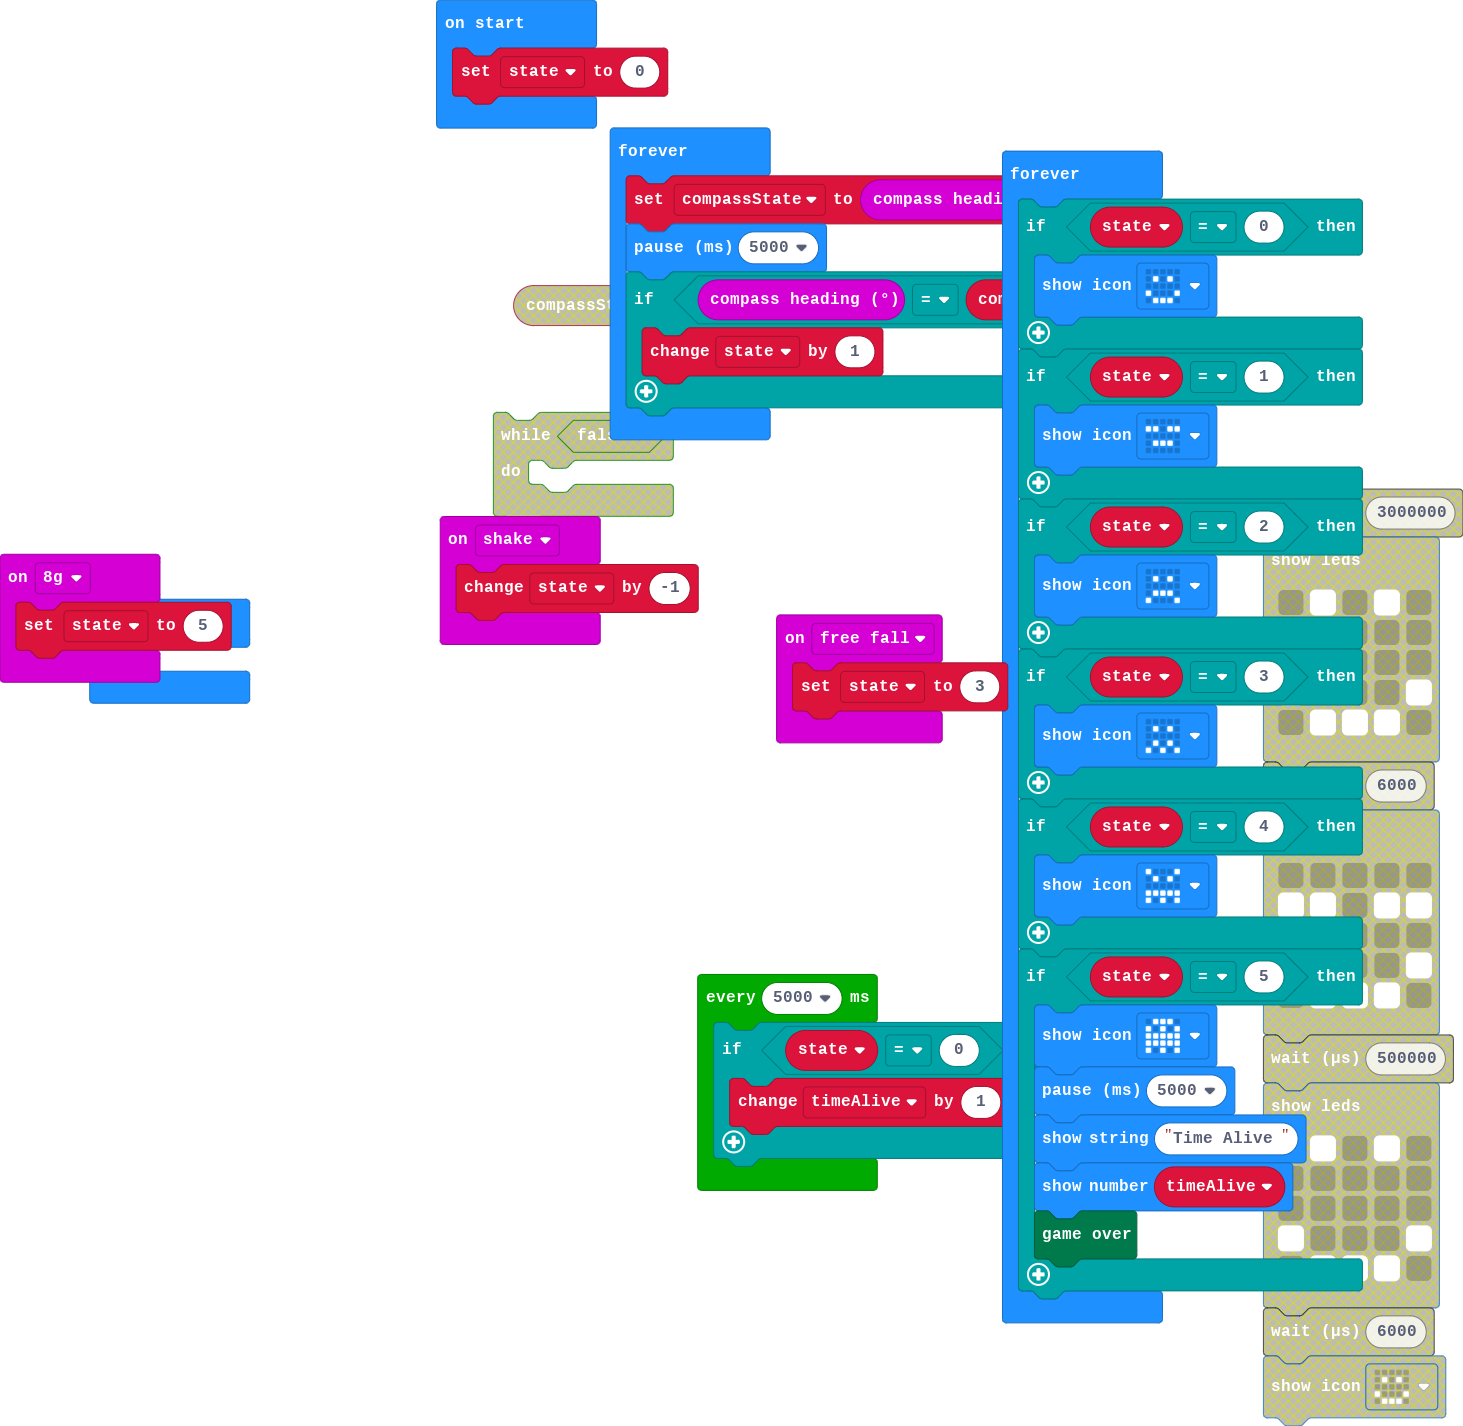 on start
set state to 0
forever
set compassState to compass headi
pause (ms) 5000
if compass heading (°) = con
change state by 1
compassSt
while fal
do
on shake
change state by -1
on 8g
set state to 5
on free fall
set state to 3
every 5000 ms
if state = 0
change timeAlive by 1
forever
if state = 0 then
show icon
if state = 1 then
show icon
if state = 2 then
show icon
if state = 3 then
show icon
if state = 4 then
show icon
if state = 5 then
show icon
pause (ms) 5000
show string "Time Alive "
show number timeAlive
game over
3000000
show leds
6000
wait (µs) 500000
show leds
wait (µs) 6000
show icon